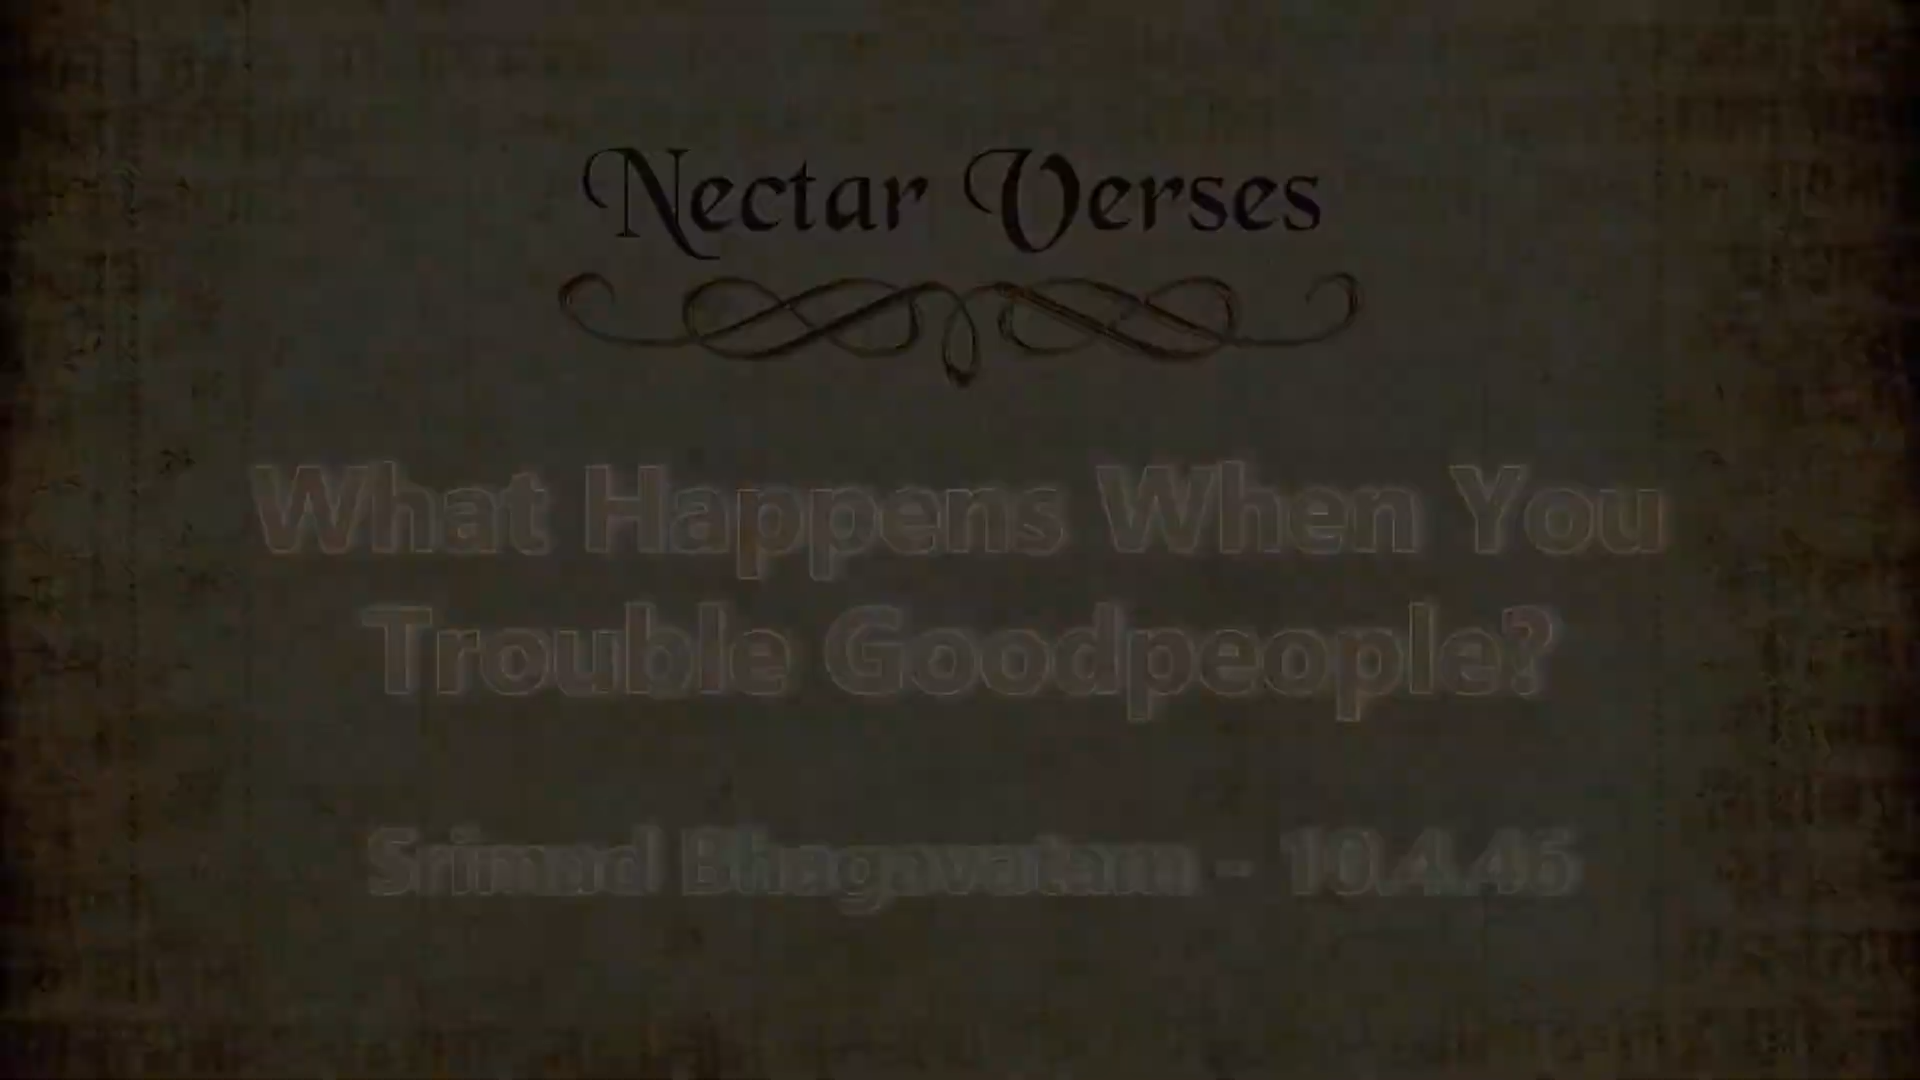 Nectar Verses
What Happens When You
Trouble Goodpeople?
Srimad Bhagavatam - 10.4.46